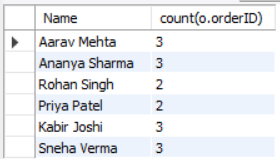 Name count(o.orderID)
Aarav Mehta 3
Ananya Sharma 3
Rohan Singh 2
Priya Patel 2
Kabir Joshi 3
Sneha Verma 3